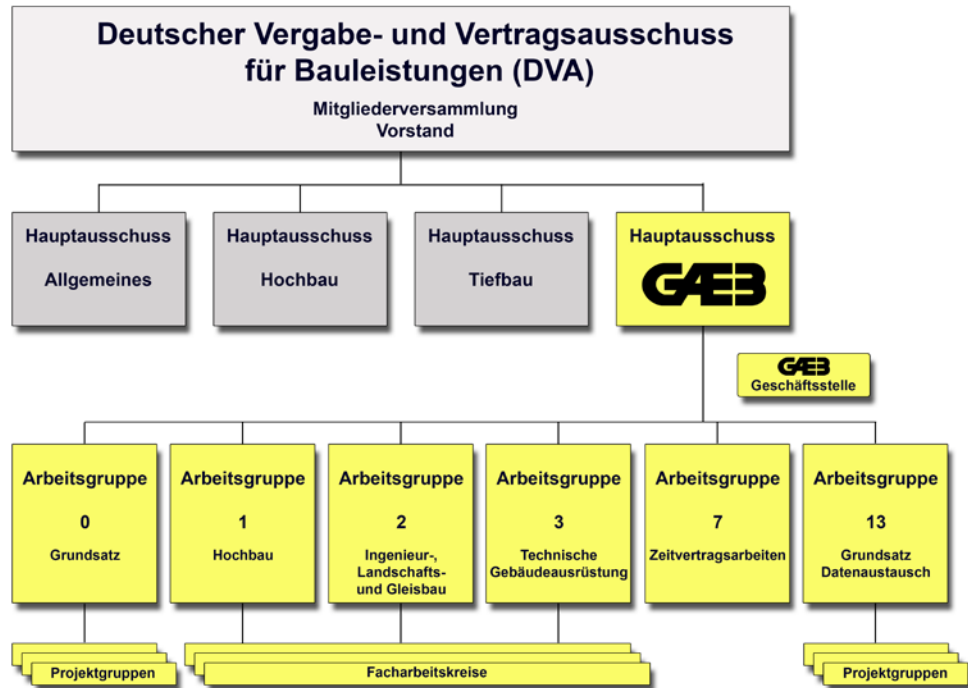 Deutscher Vergabe- und Vertragsausschuss
für Bauleistungen (DVA)
Mitgliederversammlung
Vorstand
Hauptausschuss
Allgemeines
Hauptausschuss
Hochbau
Hauptausschuss
Tiefbau
Hauptausschuss
GAEB
GAEB
Geschäftsstelle
Arbeitsgruppe
0
Grundsatz
Arbeitsgruppe
1
Hochbau
Arbeitsgruppe
2
Ingenieur-,
Landschafts-
und Gleisbau
Arbeitsgruppe
3
Technische
Gebäudeausrüstung
Arbeitsgruppe
7
Zeitvertragsarbeiten
Arbeitsgruppe
13
Grundsatz
Datenaustausch
Projektgruppen
Facharbeitskreise
Projektgruppen